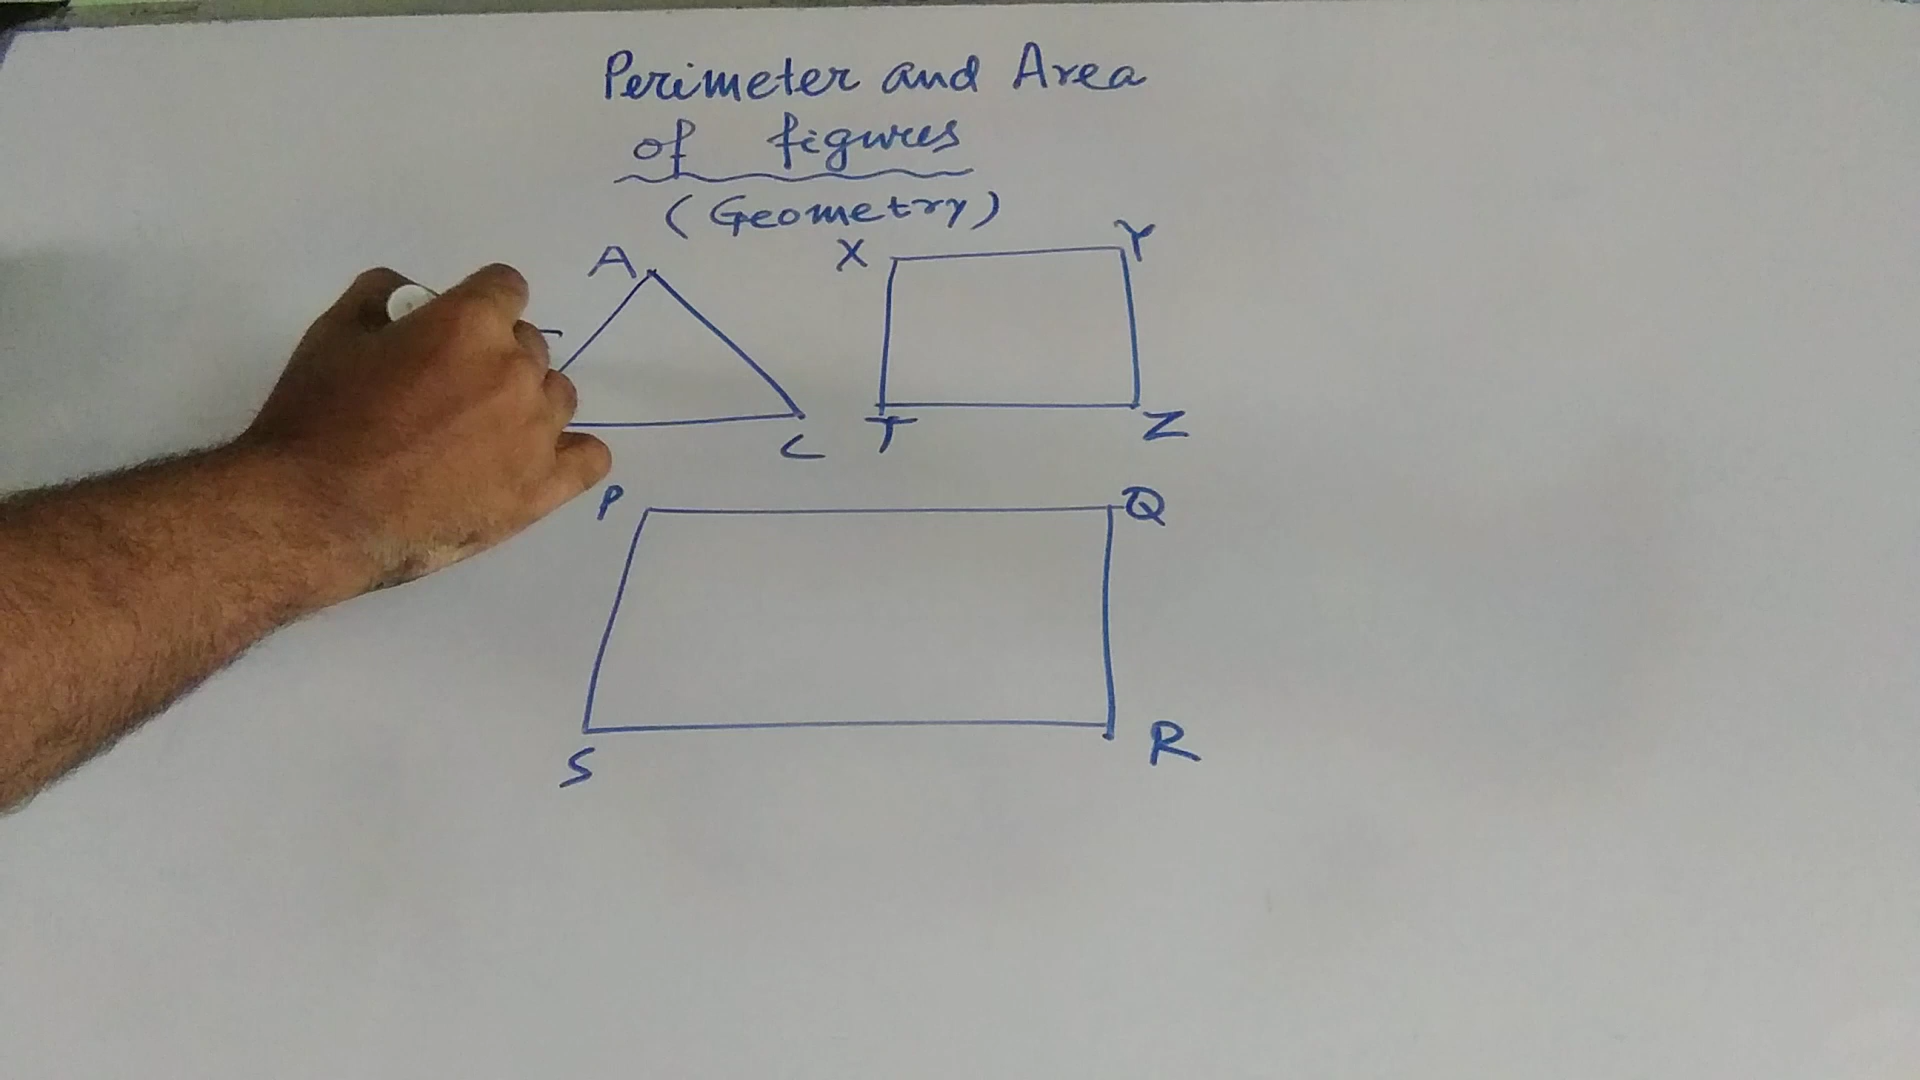 Perimeter and Area
of figures
(Geometry)
A
X Y
C T Z
P Q
S R